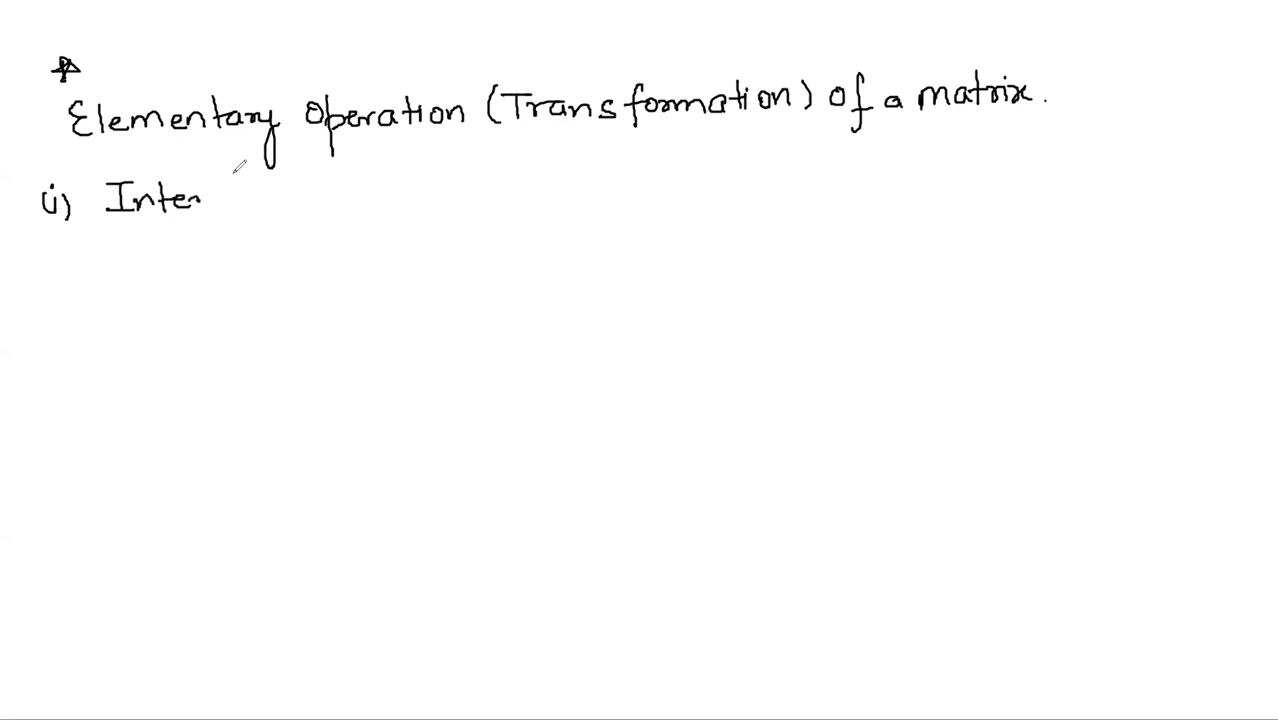 Elementary Operation (Transformation) of a matrix.
(i) Inter